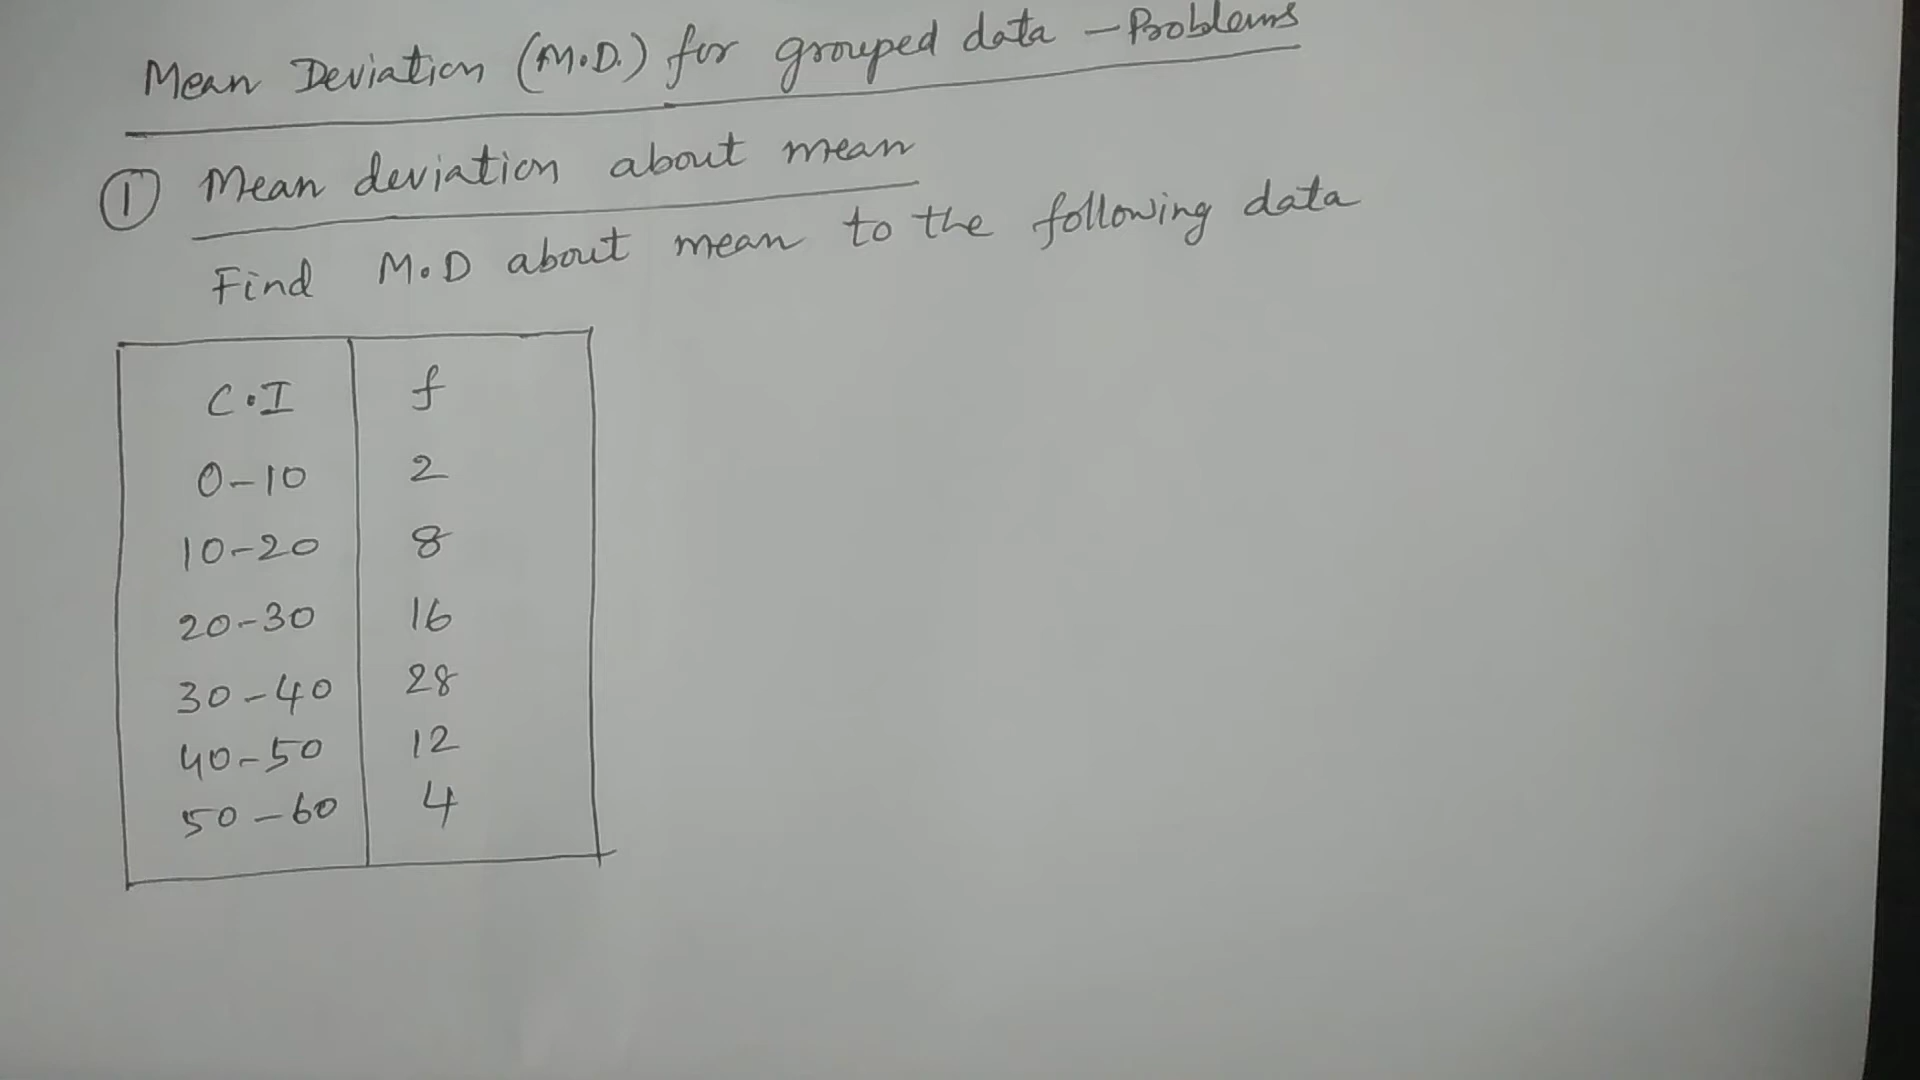 Mean Deviation (M.D.) for grouped data - Problems
① Mean deviation about mean
Find M.D about mean to the following data
C.I f
0-10 2
10-20 8
20-30 16
30-40 28
40-50 12
50-60 4